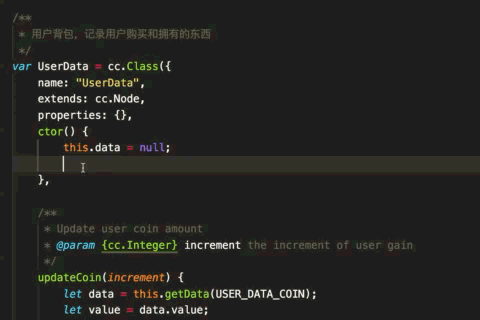 /**
 * 用户背包，记录用户购买和拥有的东西
 */
var UserData = cc.Class({
    name: "UserData",
    extends: cc.Node,
    properties: {},
    ctor() {
        this.data = null;
    },
    /**
     * Update user coin amount
     * @param {cc.Integer} increment the increment of user gain
     */
    updateCoin(increment) {
        let data = this.getData(USER_DATA_COIN);
        let value = data.value;